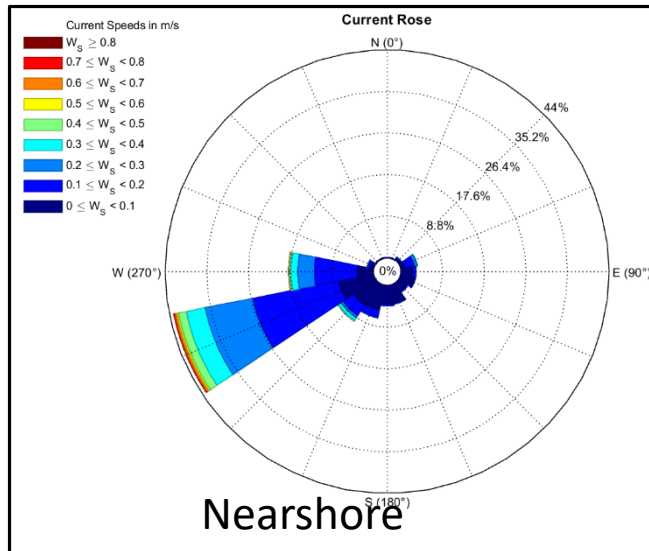 Current Rose
Current Speeds in m/s
W_S ≥ 0.8
0.7 ≤ W_S < 0.8
0.6 ≤ W_S < 0.7
0.5 ≤ W_S < 0.6
0.4 ≤ W_S < 0.5
0.3 ≤ W_S < 0.4
0.2 ≤ W_S < 0.3
0.1 ≤ W_S < 0.2
0 ≤ W_S < 0.1
N (0°)
44%
35.2%
26.4%
17.6%
8.8%
0%
W (270°)
E (90°)
S (180°)
Nearshore